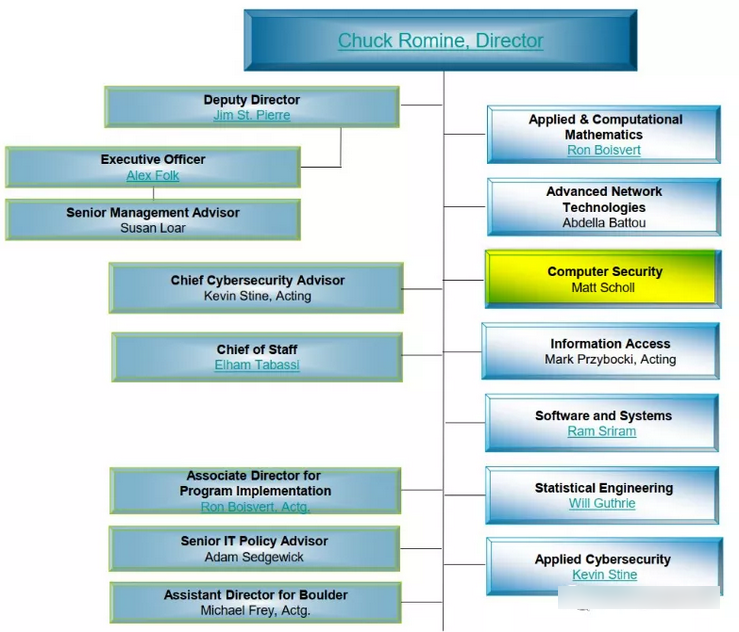 Chuck Romine, Director
Deputy Director
Jim St. Pierre
Executive Officer
Alex Folk
Senior Management Advisor
Susan Loar
Chief Cybersecurity Advisor
Kevin Stine, Acting
Chief of Staff
Elham Tabassi
Associate Director for
Program Implementation
Ron Boisvert, Actg.
Senior IT Policy Advisor
Adam Sedgewick
Assistant Director for Boulder
Michael Frey, Actg.
Applied & Computational
Mathematics
Ron Boisvert
Advanced Network
Technologies
Abdella Battou
Computer Security
Matt Scholl
Information Access
Mark Przybocki, Acting
Software and Systems
Ram Sriram
Statistical Engineering
Will Guthrie
Applied Cybersecurity
Kevin Stine